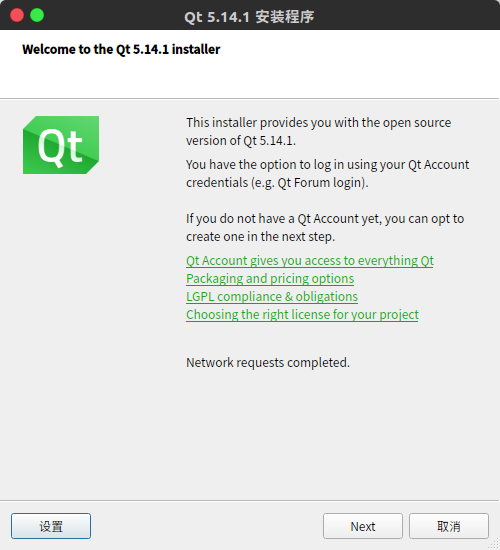 Qt 5.14.1 安装程序
Welcome to the Qt 5.14.1 installer
Qt
This installer provides you with the open source
version of Qt 5.14.1.
You have the option to log in using your Qt Account
credentials (e.g. Qt Forum login).
If you do not have a Qt Account yet, you can opt to
create one in the next step.
Qt Account gives you access to everything Qt
Packaging and pricing options
LGPL compliance & obligations
Choosing the right license for your project
Network requests completed.
设置
Next
取消